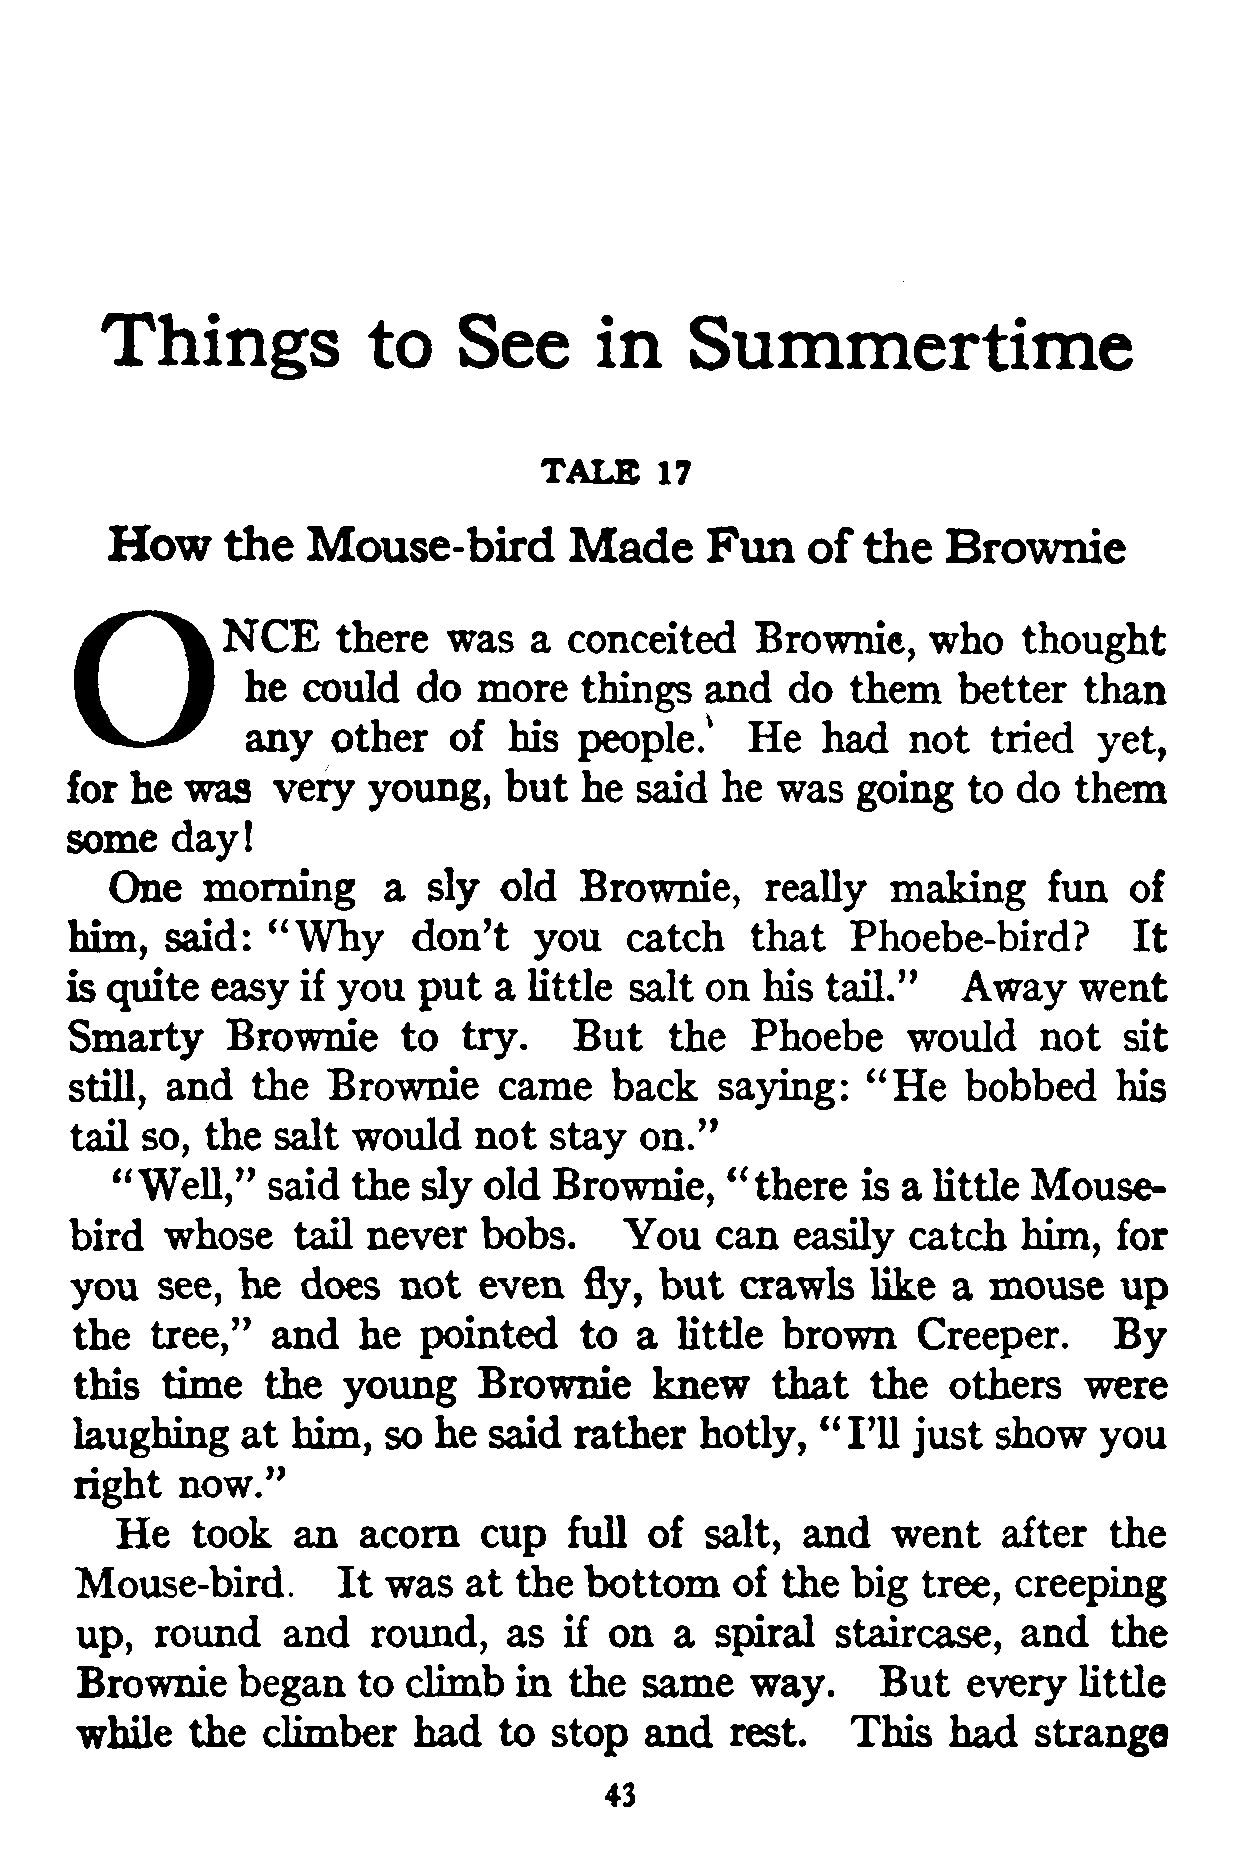 Things to See in Summertime
TALE 17
How the Mouse-bird Made Fun of the Brownie
ONCE there was a conceited Brownie, who thought
he could do more things and do them better than
any other of his people. He had not tried yet,
for he was very young, but he said he was going to do them
some day!
One morning a sly old Brownie, really making fun of
him, said: “Why don’t you catch that Phoebe-bird? It
is quite easy if you put a little salt on his tail.” Away went
Smarty Brownie to try. But the Phoebe would not sit
still, and the Brownie came back saying: “He bobbed his
tail so, the salt would not stay on.”
“Well,” said the sly old Brownie, “there is a little Mouse-
bird whose tail never bobs. You can easily catch him, for
you see, he does not even fly, but crawls like a mouse up
the tree,” and he pointed to a little brown Creeper. By
this time the young Brownie knew that the others were
laughing at him, so he said rather hotly, “I’ll just show you
right now.”
He took an acorn cup full of salt, and went after the
Mouse-bird. It was at the bottom of the big tree, creeping
up, round and round, as if on a spiral staircase, and the
Brownie began to climb in the same way. But every little
while the climber had to stop and rest. This had strange
43